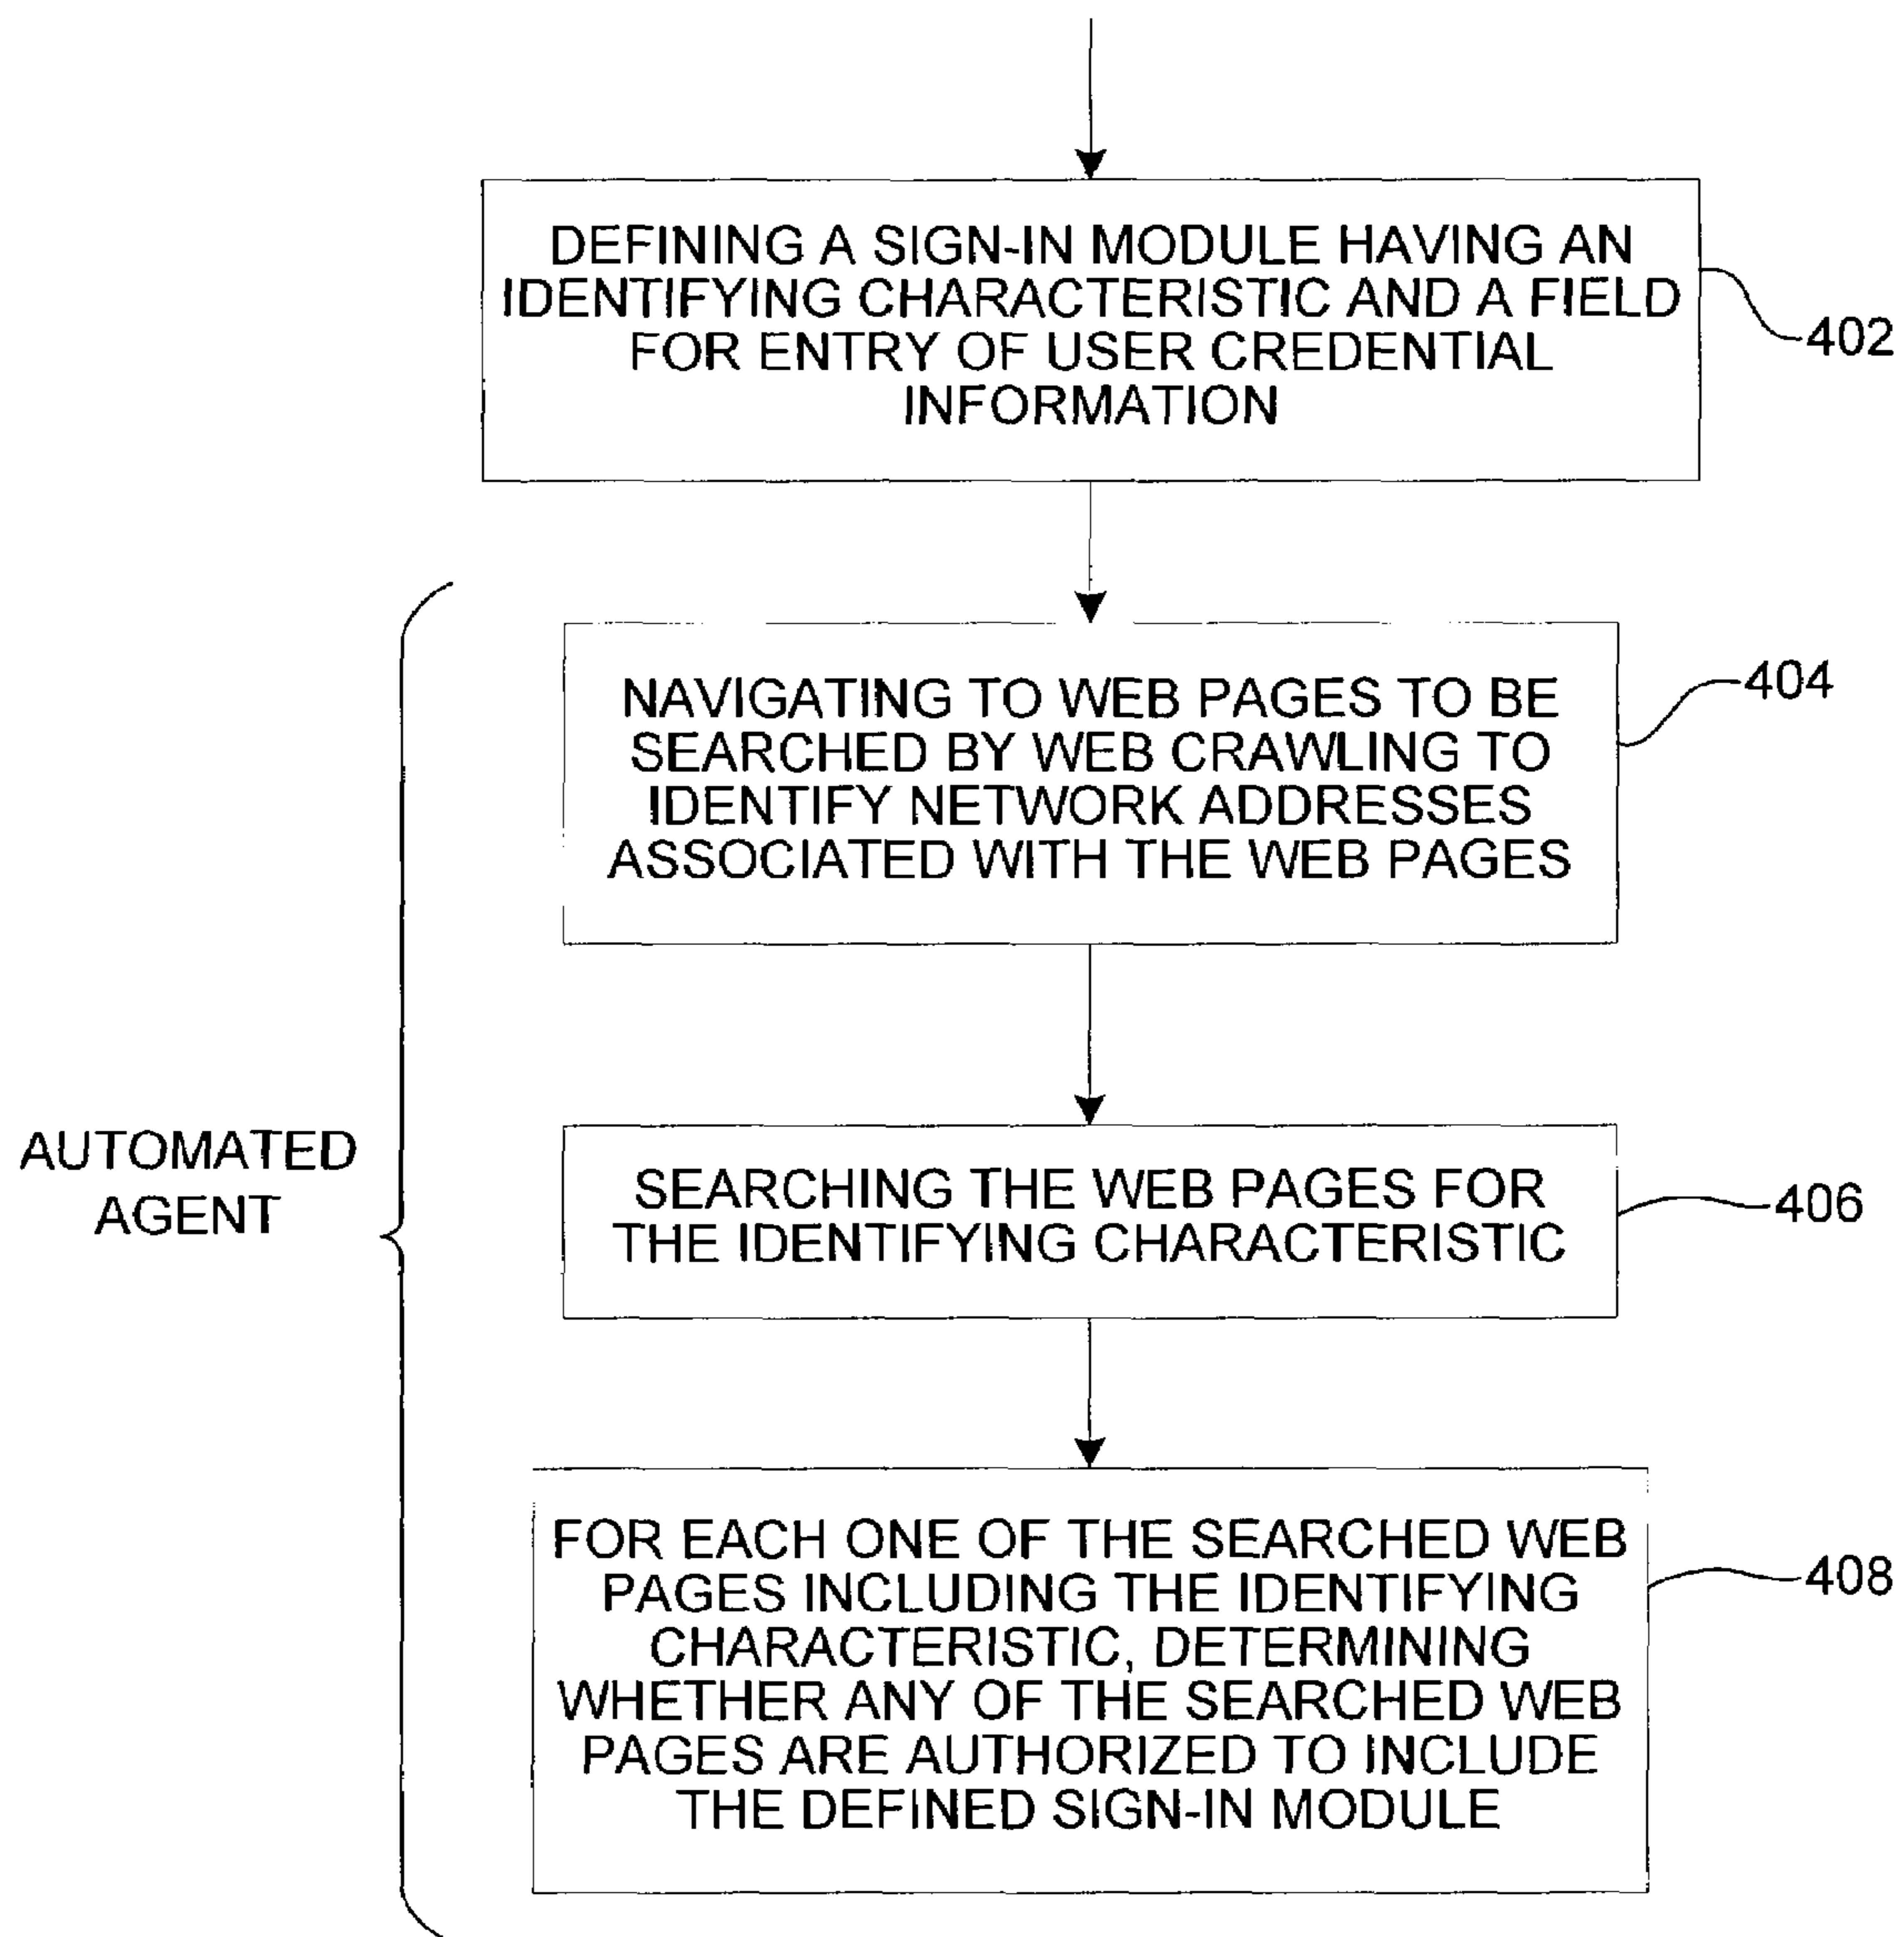 DEFINING A SIGN-IN MODULE HAVING AN
IDENTIFYING CHARACTERISTIC AND A FIELD
FOR ENTRY OF USER CREDENTIAL
INFORMATION
402
NAVIGATING TO WEB PAGES TO BE
SEARCHED BY WEB CRAWLING TO
IDENTIFY NETWORK ADDRESSES
ASSOCIATED WITH THE WEB PAGES
404
AUTOMATED
AGENT
SEARCHING THE WEB PAGES FOR
THE IDENTIFYING CHARACTERISTIC
406
FOR EACH ONE OF THE SEARCHED WEB
PAGES INCLUDING THE IDENTIFYING
CHARACTERISTIC, DETERMINING
WHETHER ANY OF THE SEARCHED WEB
PAGES ARE AUTHORIZED TO INCLUDE
THE DEFINED SIGN-IN MODULE
408